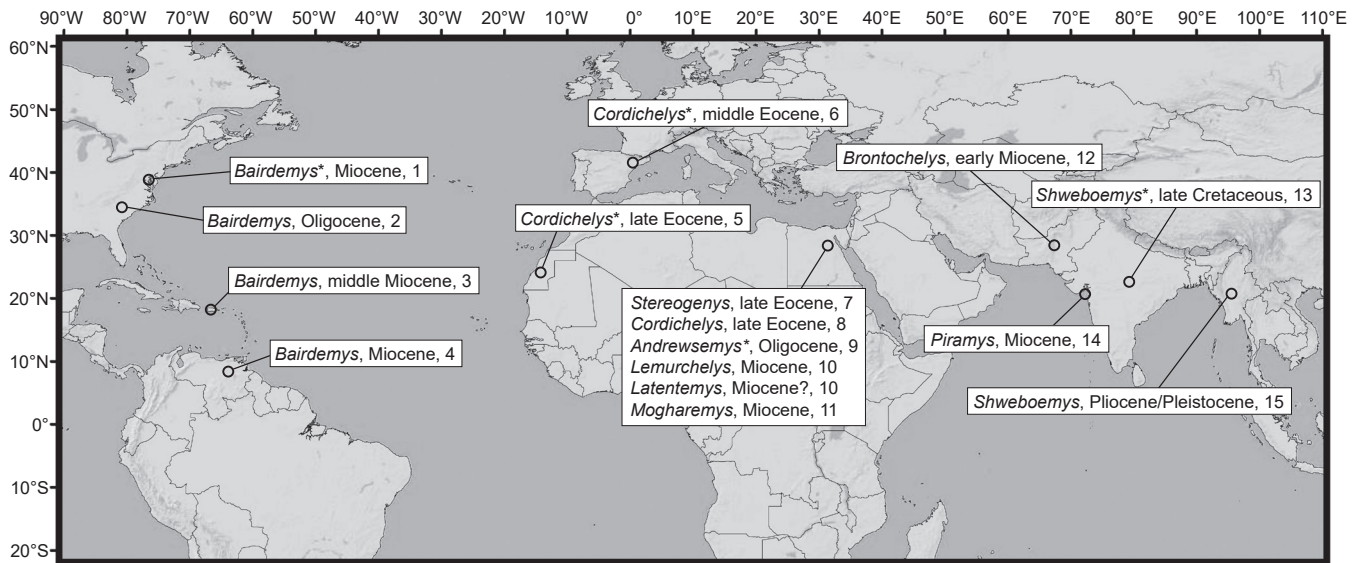 90°W 80°W 70°W 60°W 50°W 40°W 30°W 20°W 10°W 0° 10°E 20°E 30°E 40°E 50°E 60°E 70°E 80°E 90°E 100°E 110°E
60°N
50°N
40°N
30°N
20°N
10°N
0°
10°S
20°S
Cordichelys*, middle Eocene, 6
Brontochelys, early Miocene, 12
Bairdemys*, Miocene, 1
Shweboemys*, late Cretaceous, 13
Bairdemys, Oligocene, 2
Cordichelys*, late Eocene, 5
Bairdemys, middle Miocene, 3
Stereogenys, late Eocene, 7
Cordichelys, late Eocene, 8
Andrewsemys*, Oligocene, 9
Lemurchelys, Miocene, 10
Latentemys, Miocene?, 10
Mogharemys, Miocene, 11
Piramys, Miocene, 14
Bairdemys, Miocene, 4
Shweboemys, Pliocene/Pleistocene, 15